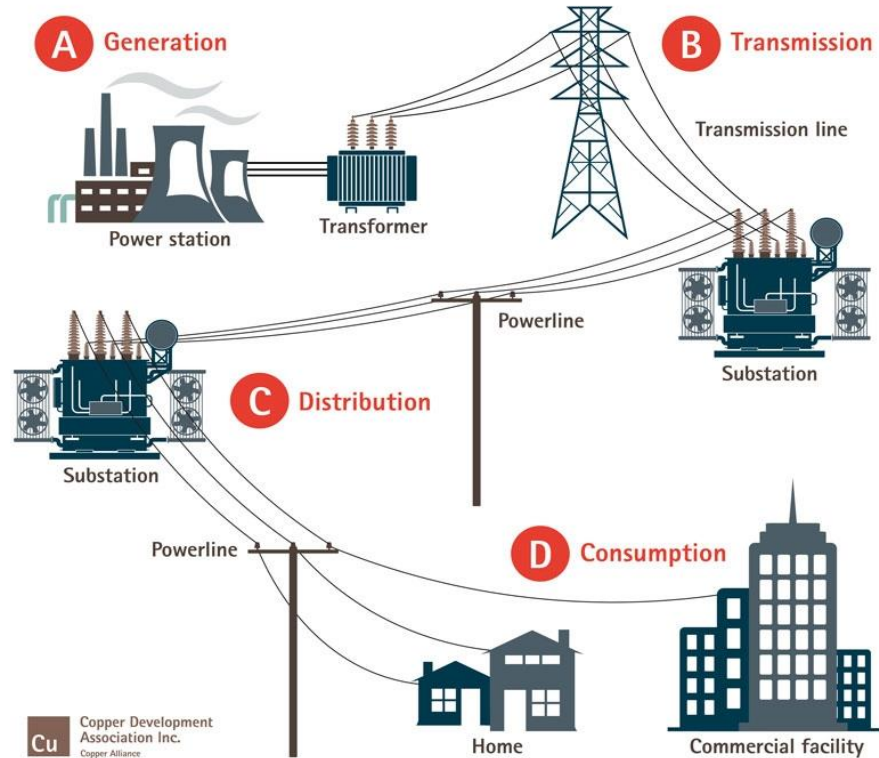 A Generation
B Transmission
Transmission line
Power station
Transformer
Powerline
Substation
C Distribution
Substation
Powerline
D Consumption
Home
Commercial facility
Cu
Copper Development
Association Inc.
Copper Alliance